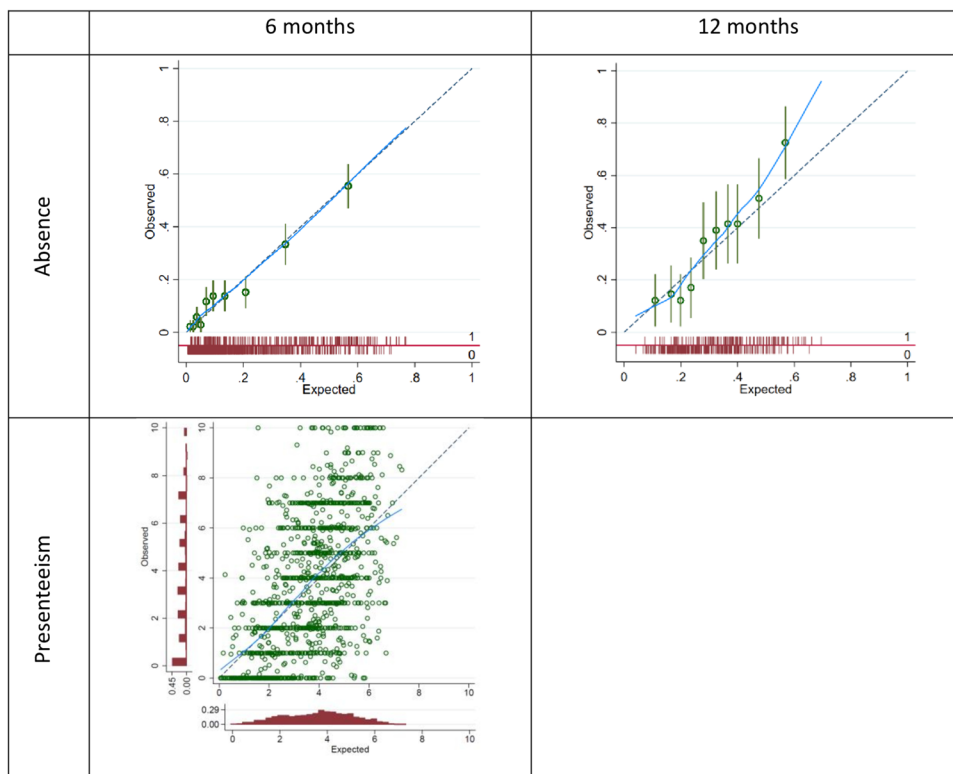 6 months
12 months
Absence
Observed
1
.8
.6
.4
.2
0
1
0
0 .2 .4 .6 .8 1
Expected
Observed
1
.8
.6
.4
.2
0
1
0
0 .2 .4 .6 .8 1
Expected
Presenteeism
Observed
10
8
6
4
2
0
0.45 0.00
10
8
6
4
2
0
0 2 4 6 8 10
0.29
0.00
0 2 4 6 8 10
Expected